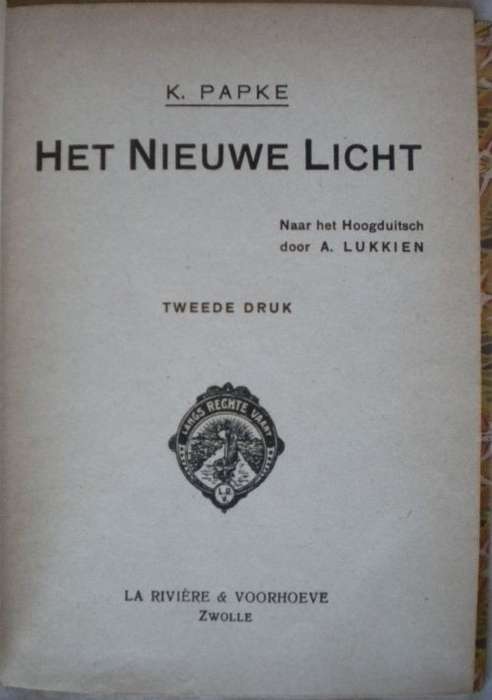 K. PAPKE
HET NIEUWE LICHT
Naar het Hoogduitsch
door A. LUKKIEN
TWEEDE DRUK
LANGS RECHTE VAART
LA RIVIÈRE & VOORHOEVE
ZWOLLE